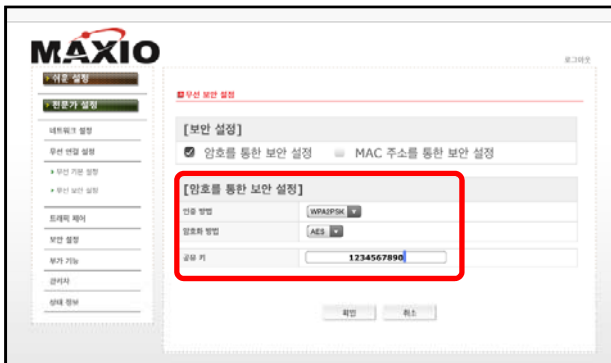 MAXIO
로그아웃
쉬운 설정
전문가 설정
네트워크 설정
무선 연결 설정
무선 기본 설정
무선 보안 설정
트래픽 제어
보안 설정
부가 기능
관리자
상태 정보
무선 보안 설정
[보안 설정]
암호를 통한 보안 설정 MAC 주소를 통한 보안 설정
[암호를 통한 보안 설정]
인증 방법 WPA2PSK
암호화 방법 AES
공유 키 1234567890
확인 취소